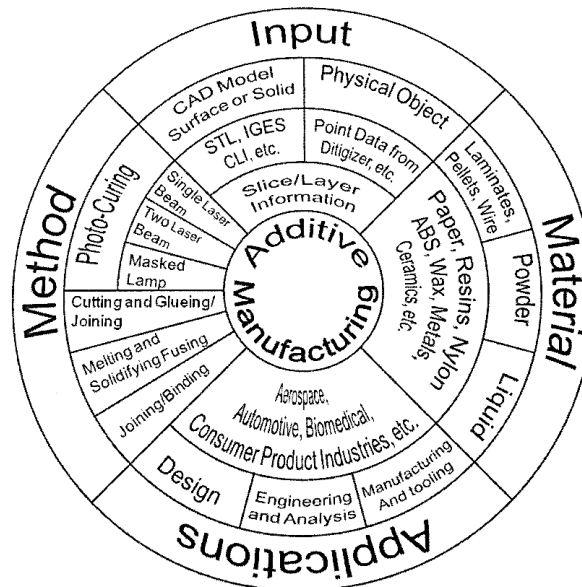 Input
CAD Model
Surface or Solid
Physical Object
STL, IGES
CLI, etc.
Point Data from
Ditigizer, etc.
Slice/Layer
Information
Method
Photo-Curing
Single Laser
Beam
Two Laser
Beam
Masked
Lamp
Cutting and Glueing/
Joining
Melting and
Solidifying Fusing
Joining/Binding
Additive
Manufacturing
Material
Laminates,
Pellets, Wire
Powder
Liquid
Paper, Resins, Nylon
ABS, Wax, Metals,
Ceramics, etc
Aerospace,
Automotive, Biomedical,
Consumer Product Industries, etc.
Design
Engineering
and Analysis
Manufacturing
And tooling
Applications